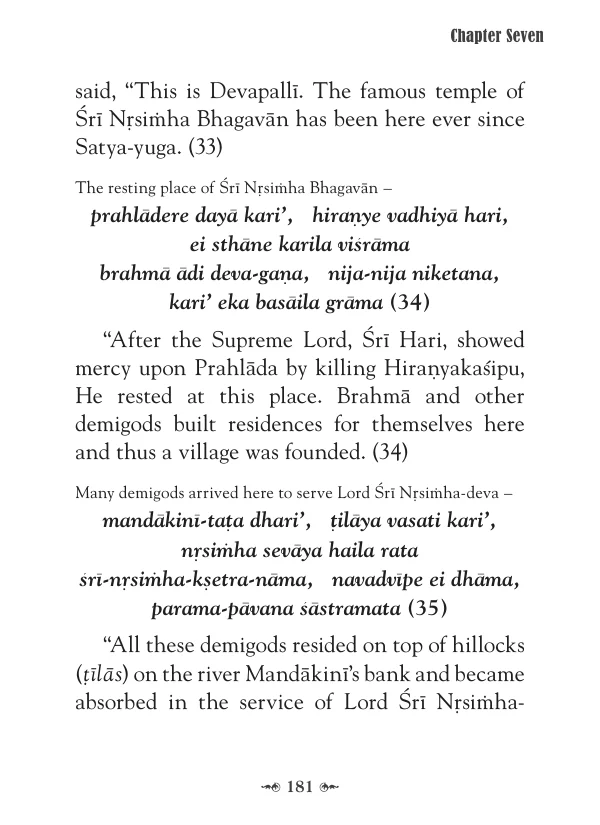 Chapter Seven
said, “This is Devapallī. The famous temple of
Śrī Nṛsiṁha Bhagavān has been here ever since
Satya-yuga. (33)
The resting place of Śrī Nṛsiṁha Bhagavān –
prahlādere dayā kari’, hiraṇye vadhiyā hari,
ei sthāne karila viśrāma
brahmā ādi deva-gaṇa, nija-nija niketana,
kari’ eka basāila grāma (34)
“After the Supreme Lord, Śrī Hari, showed
mercy upon Prahlāda by killing Hiraṇyakaśipu,
He rested at this place. Brahmā and other
demigods built residences for themselves here
and thus a village was founded. (34)
Many demigods arrived here to serve Lord Śrī Nṛsiṁha-deva –
mandākinī-taṭa dhari’, ṭilāya vasati kari’,
nṛsiṁha sevāya haila rata
śrī-nṛsiṁha-kṣetra-nāma, navadvīpe ei dhāma,
parama-pāvana śāstramata (35)
“All these demigods resided on top of hillocks
(ṭīlās) on the river Mandākinī’s bank and became
absorbed in the service of Lord Śrī Nṛsiṁha-
181